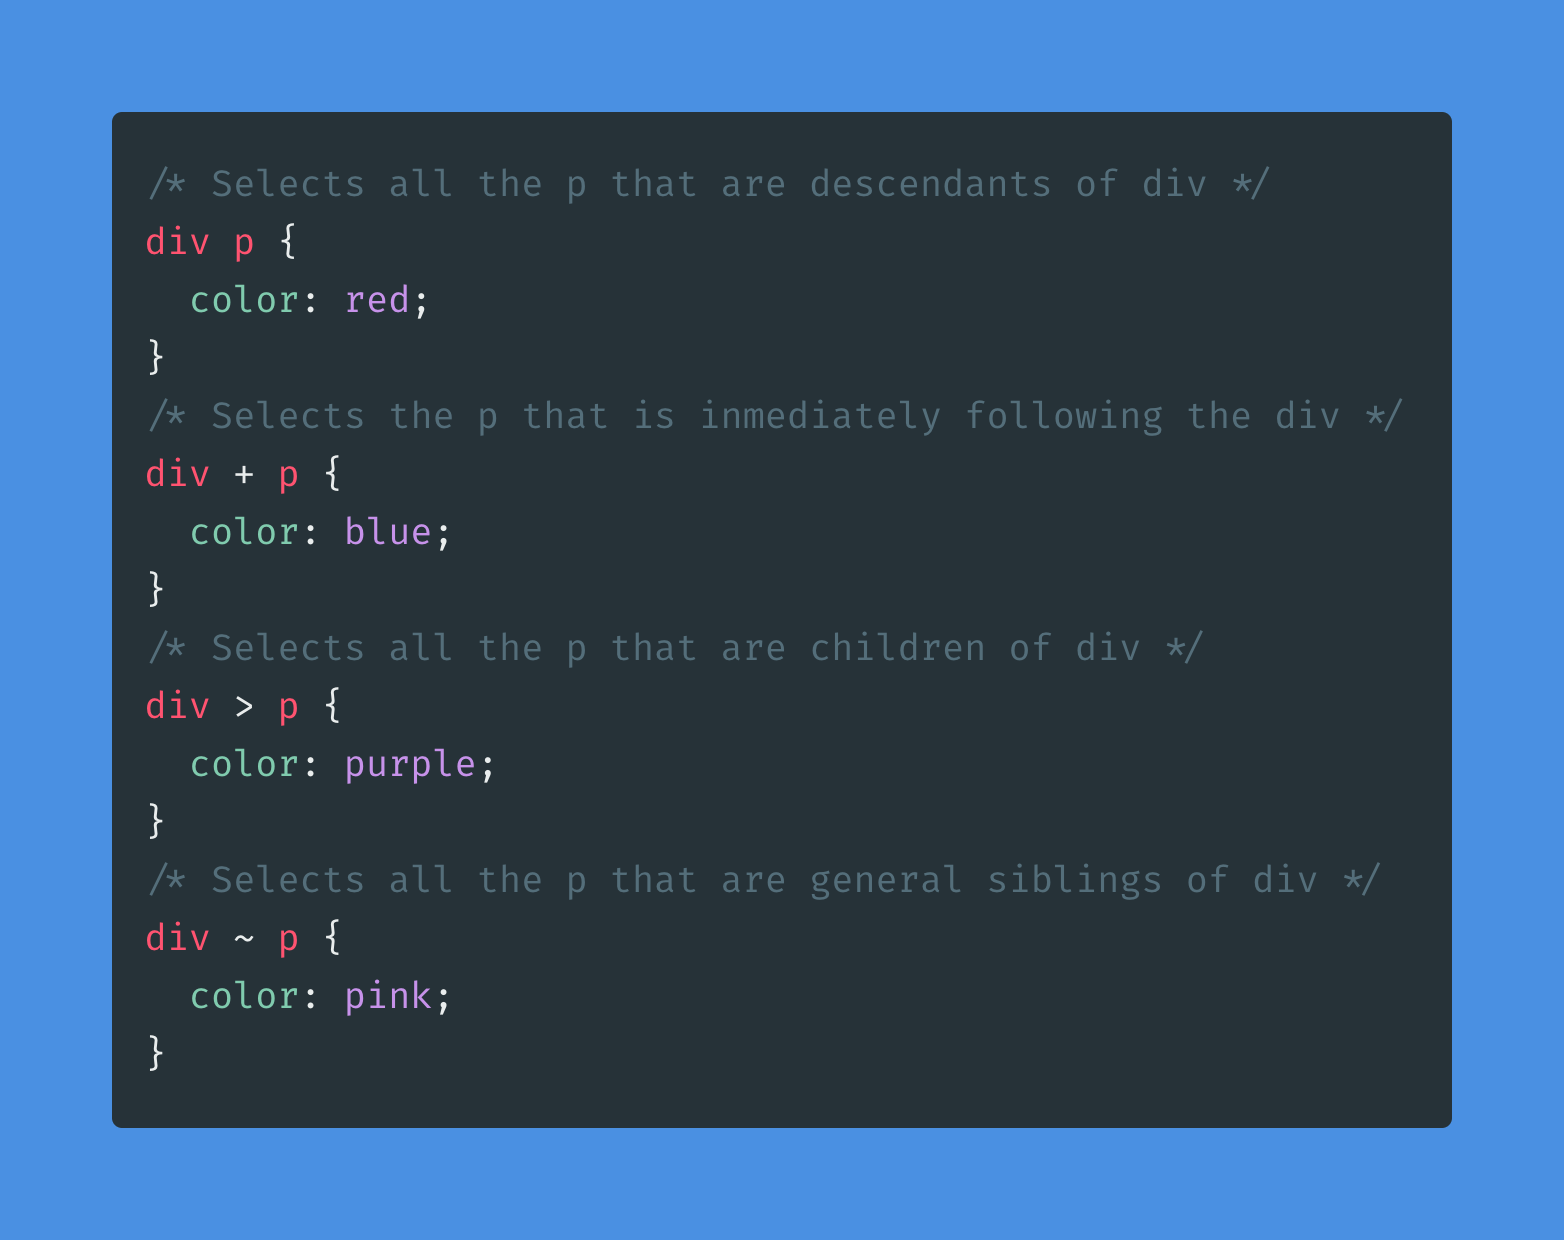 /* Selects all the p that are descendants of div */
div p {
  color: red;
}
/* Selects the p that is inmediately following the div */
div + p {
  color: blue;
}
/* Selects all the p that are children of div */
div > p {
  color: purple;
}
/* Selects all the p that are general siblings of div */
div ~ p {
  color: pink;
}